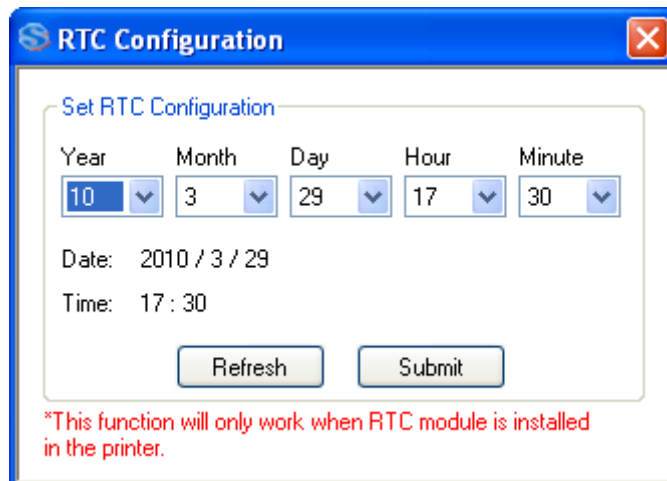 RTC Configuration
Set RTC Configuration
Year Month Day Hour Minute
10 3 29 17 30
Date: 2010 / 3 / 29
Time: 17 : 30
Refresh Submit
*This function will only work when RTC module is installed
in the printer.